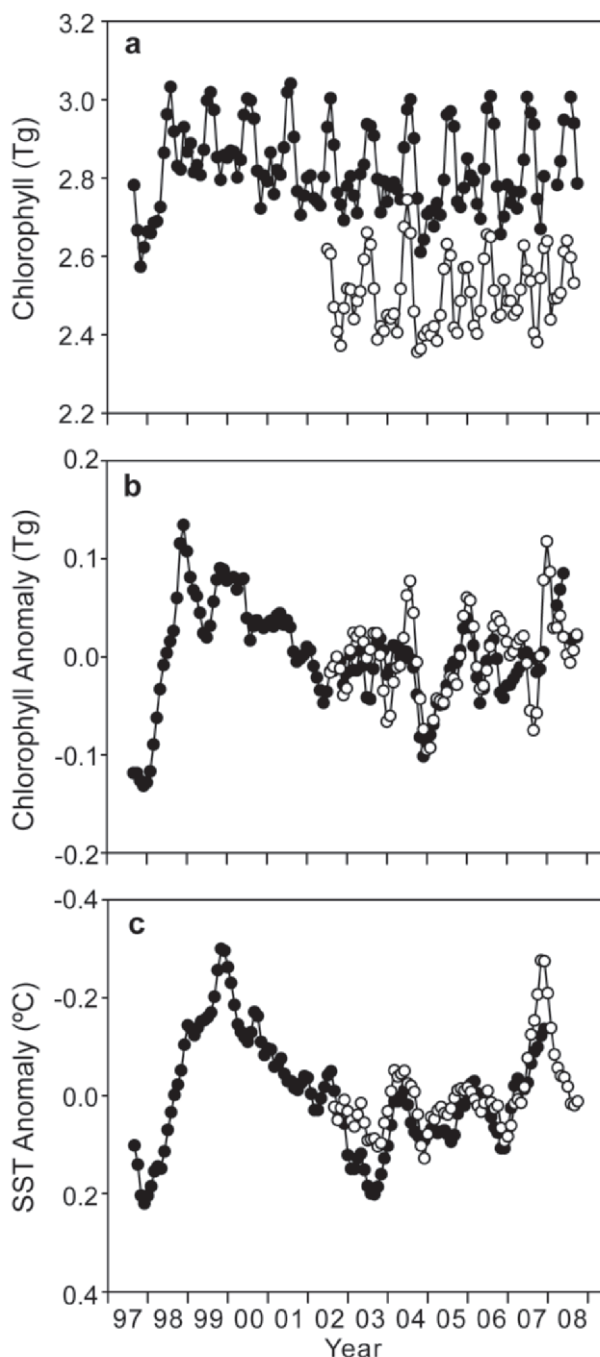 a
Chlorophyll (Tg)
3.2
3.0
2.8
2.6
2.4
2.2
b
Chlorophyll Anomaly (Tg)
0.2
0.1
0.0
-0.1
-0.2
c
SST Anomaly (ºC)
-0.4
-0.2
0.0
0.2
0.4
97 98 99 00 01 02 03 04 05 06 07 08
Year